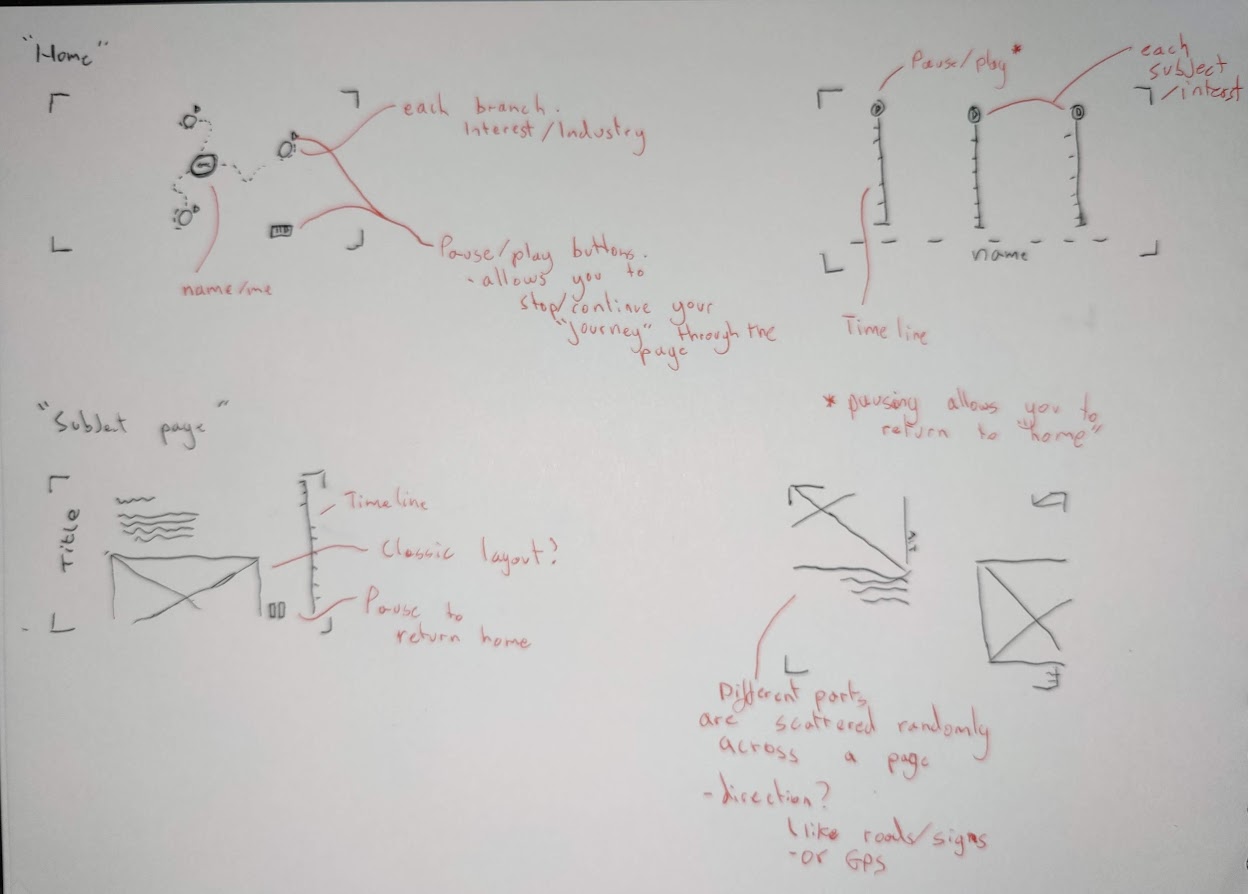 "Home"
each branch.
Interest/Industry
Pause/play buttons.
- allows you to
stop/continue your
"journey" through the
page
name/me
Pause/play*
each
subject
/interest
name
Timeline
* pausing allows you to
return to "home"
"Subject page"
Title
Timeline
Classic layout?
Pause to
return home
Different parts
are scattered randomly
across a page
- direction?
like roads/signs
- or GPS